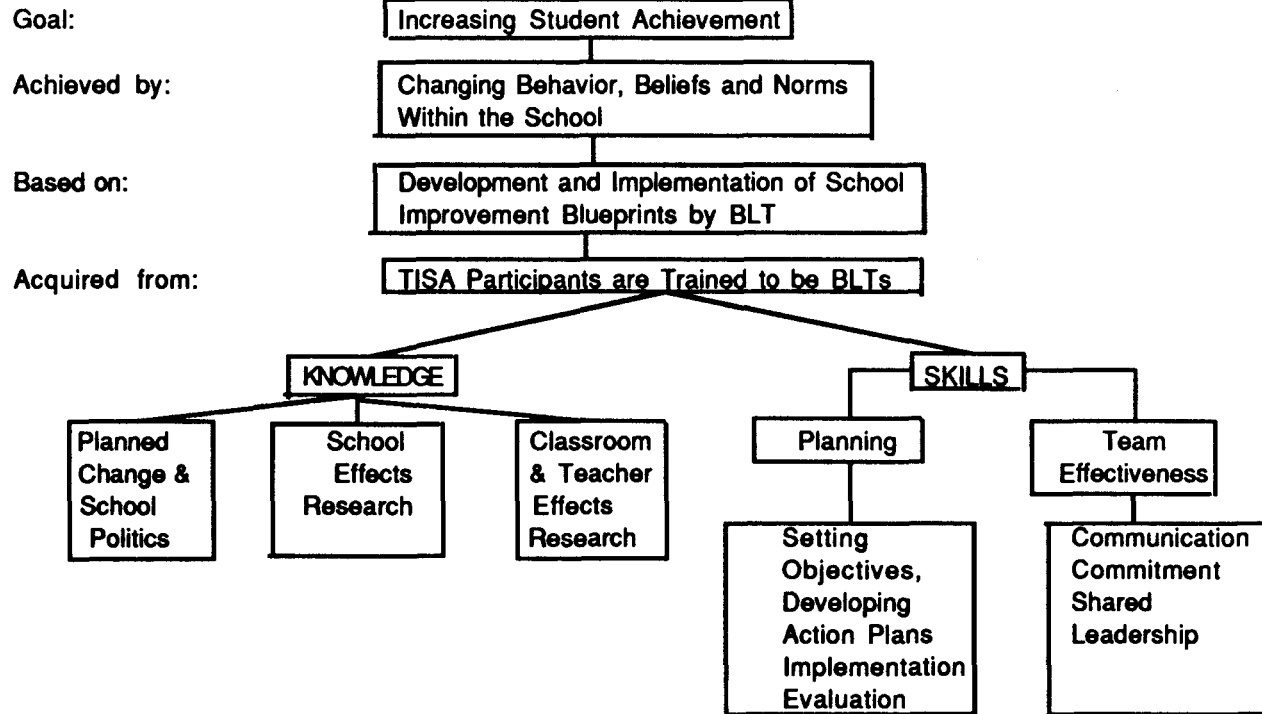 Goal: Increasing Student Achievement
Achieved by: Changing Behavior, Beliefs and Norms
Within the School
Based on: Development and Implementation of School
Improvement Blueprints by BLT
Acquired from: TISA Participants are Trained to be BLTs
KNOWLEDGE
SKILLS
Planned
Change &
School
Politics
School
Effects
Research
Classroom
& Teacher
Effects
Research
Planning
Team
Effectiveness
Setting
Objectives,
Developing
Action Plans
Implementation
Evaluation
Communication
Commitment
Shared
Leadership